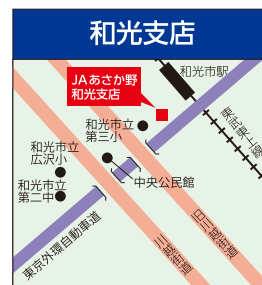 和光支店
JAあさか野
和光支店
和光市駅
東武東上線
和光市立
第三小
和光市立
広沢小
和光市立
第二中
中央公民館
東京外環自動車道
川越街道
旧川越街道